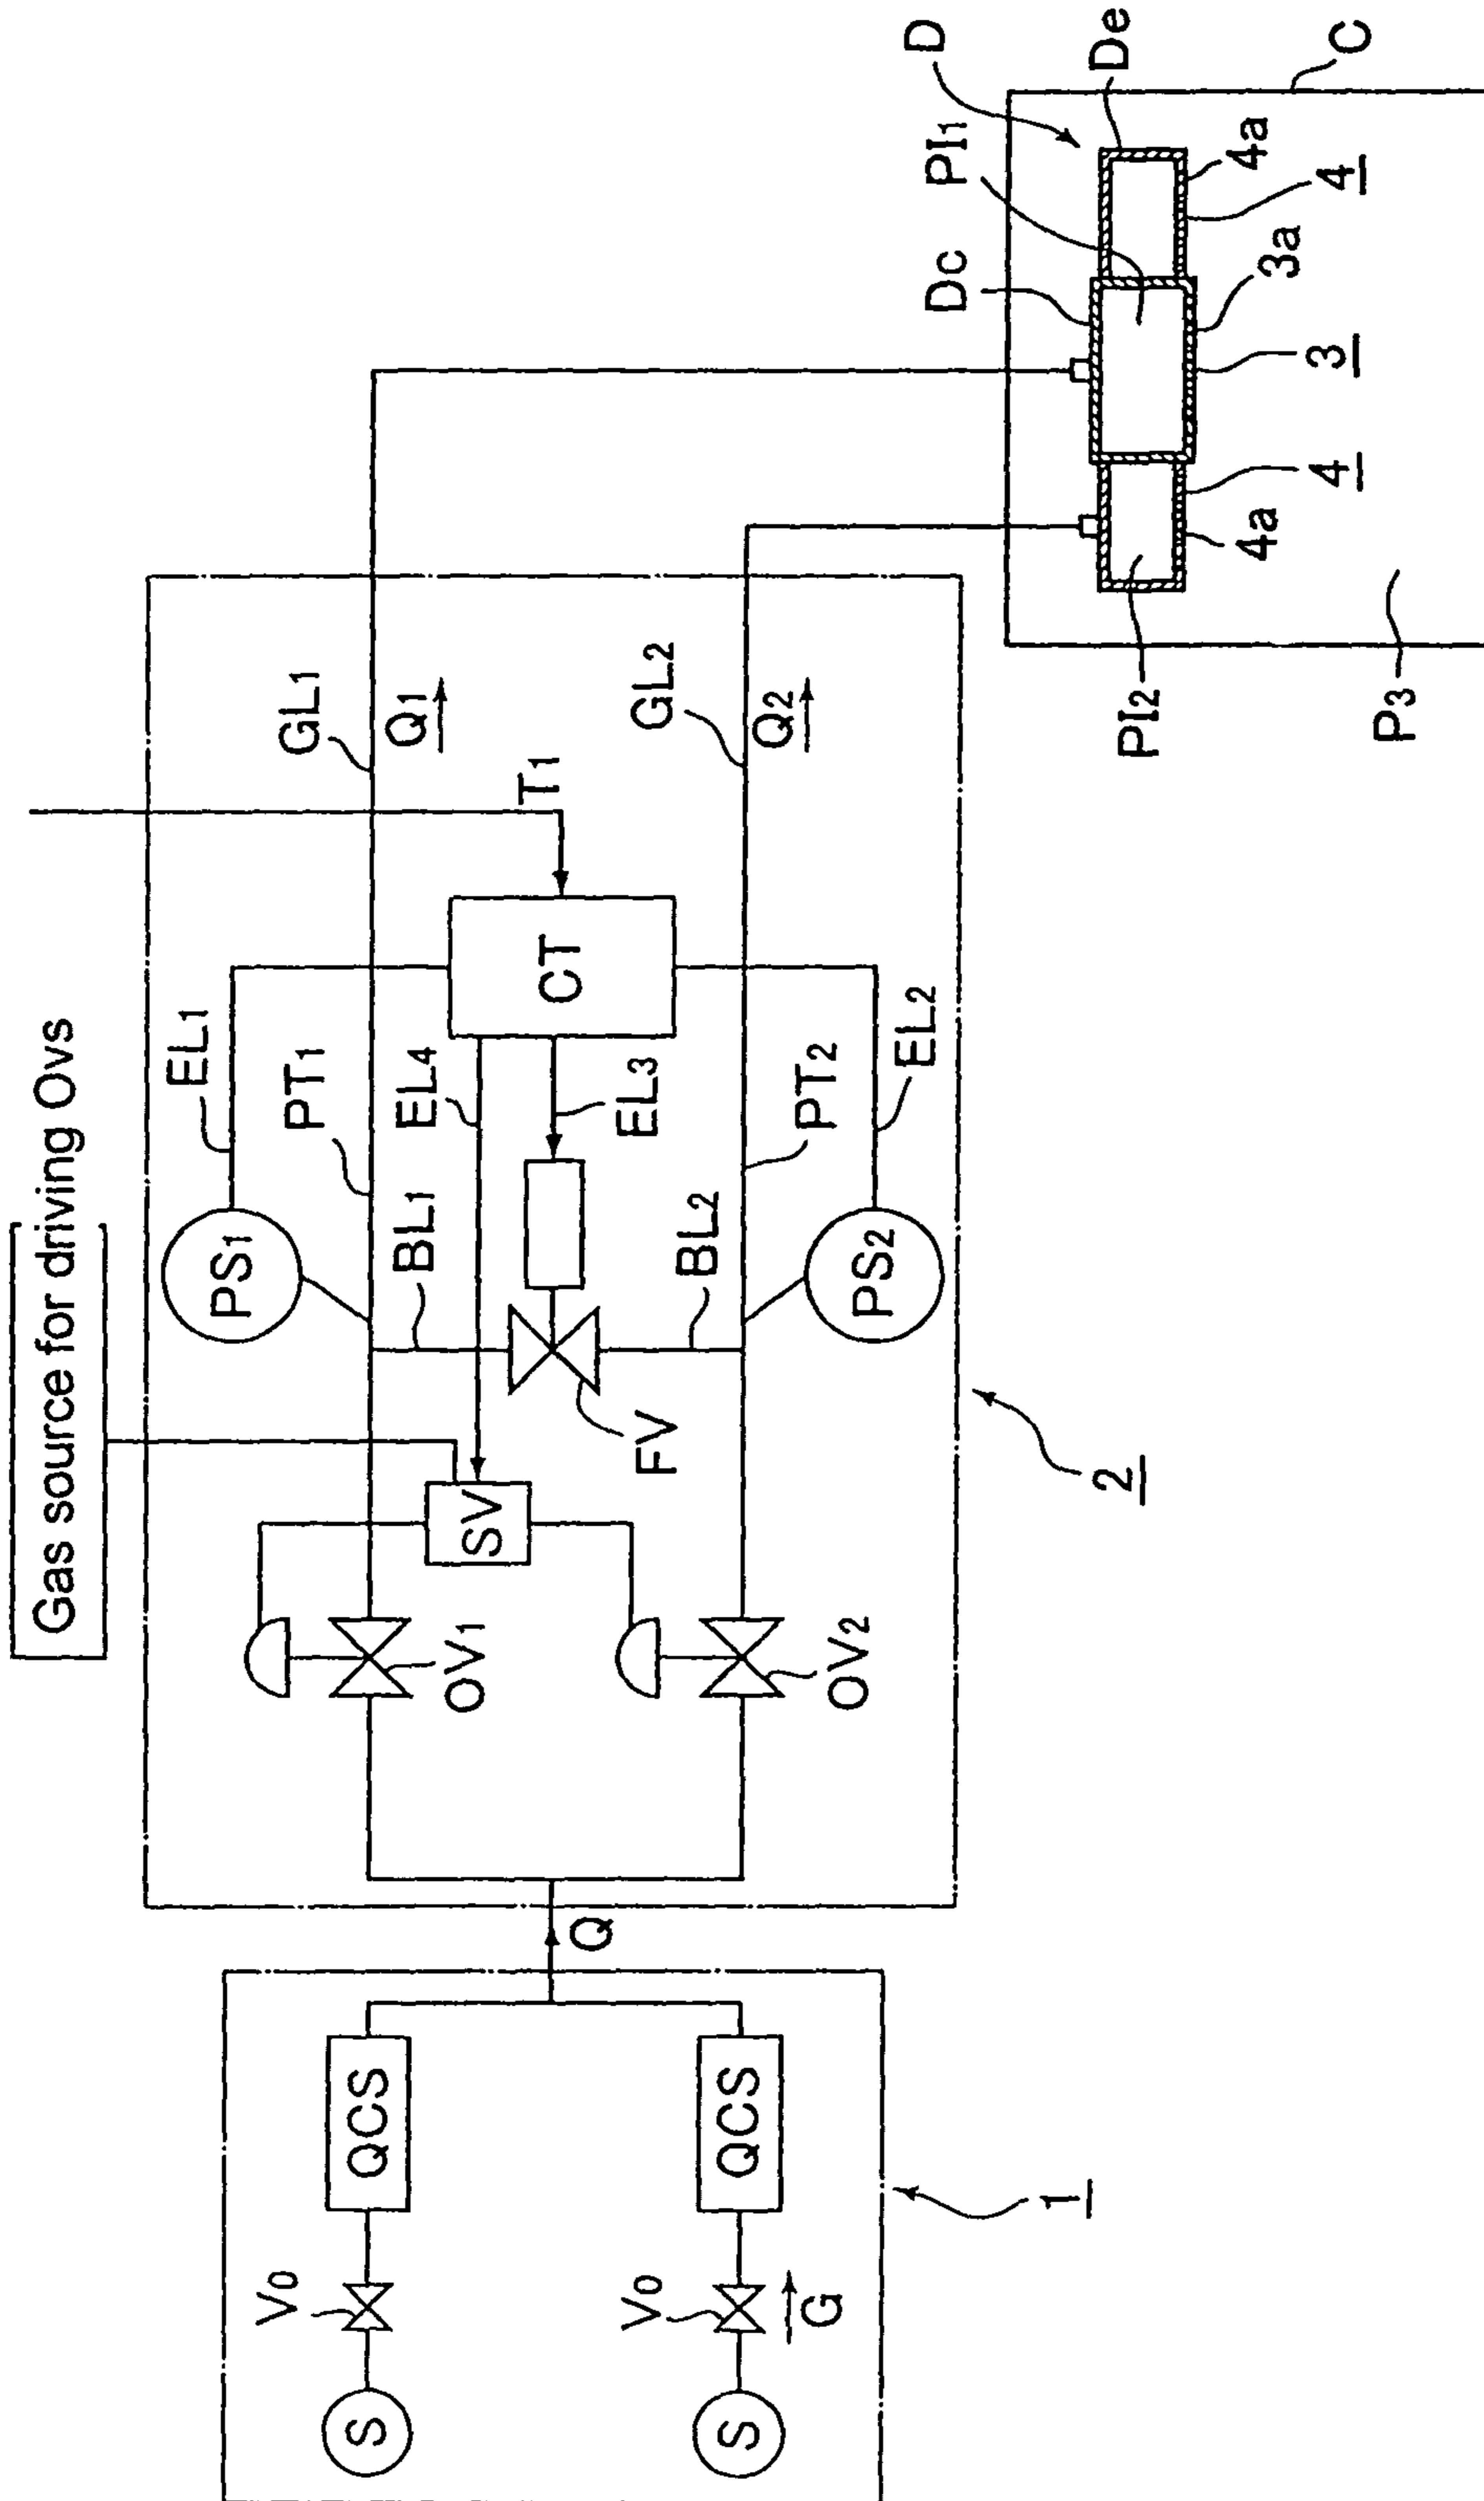 Gas source for driving Ovs
EL1
PS1
PT1
GL1
Q1
T1
OV1
SV
BL1
EL4
CT
FV
EL3
BL2
GL2
Q2
OV2
PS2
PT2
EL2
2
V0
S
QCS
Q
V0
S
QCS
G
1
D
Dc
PI1
De
C
PI2
4a
4
3
3a
4
4a
P3